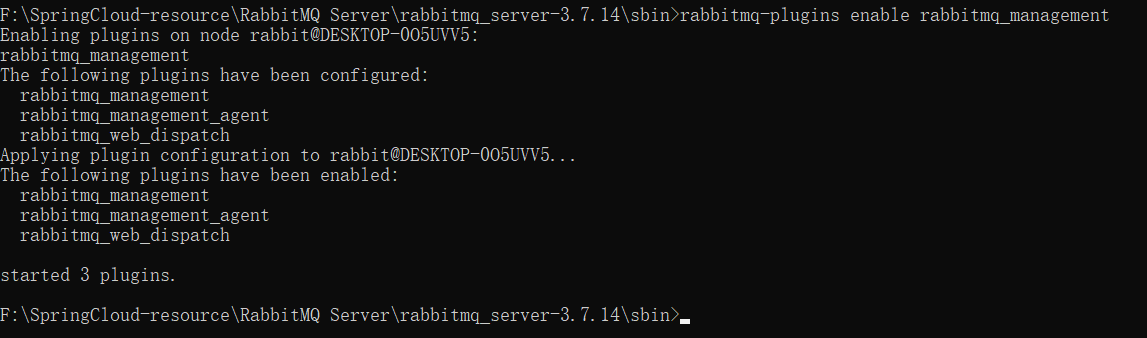 F:\SpringCloud-resource\RabbitMQ Server\rabbitmq_server-3.7.14\sbin>rabbitmq-plugins enable rabbitmq_management
Enabling plugins on node rabbit@DESKTOP-0O5UVV5:
rabbitmq_management
The following plugins have been configured:
  rabbitmq_management
  rabbitmq_management_agent
  rabbitmq_web_dispatch
Applying plugin configuration to rabbit@DESKTOP-0O5UVV5...
The following plugins have been enabled:
  rabbitmq_management
  rabbitmq_management_agent
  rabbitmq_web_dispatch

started 3 plugins.

F:\SpringCloud-resource\RabbitMQ Server\rabbitmq_server-3.7.14\sbin>